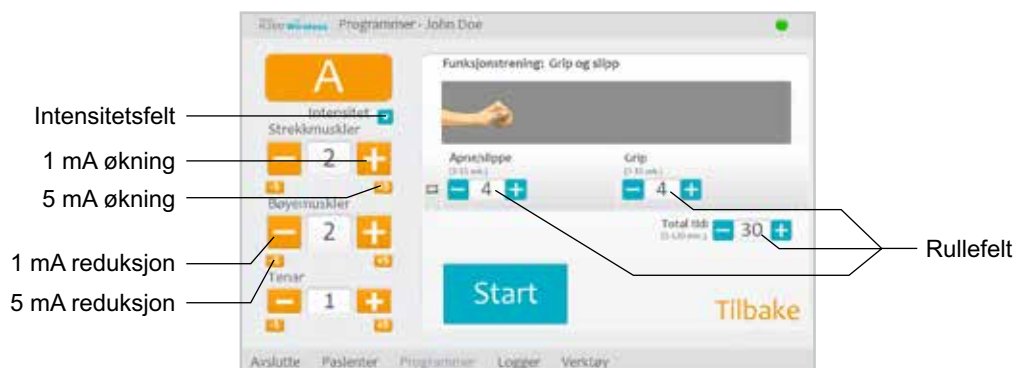 Programmer - John Doe
A
Intensitet
Strekkmuskler
2
Bøyemuskler
2
Tenar
1
Funksjonstrening: Grip og slipp
Åpne/slippe
4
Grip
4
Total tid:
30
Start
Tilbake
Avslutte Pasienter Programmer Logger Verktøy
Intensitetsfelt
1 mA økning
5 mA økning
1 mA reduksjon
5 mA reduksjon
Rullefelt